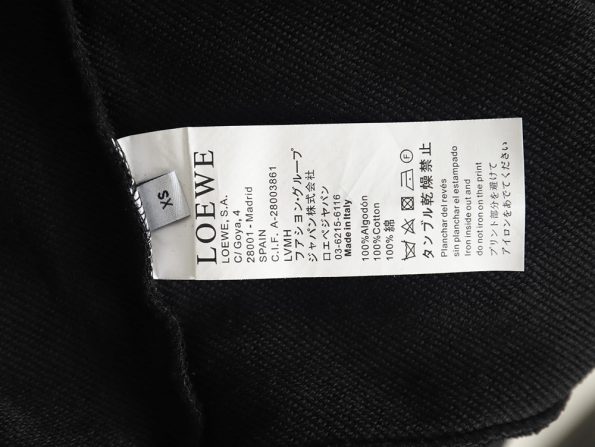 XS
LOEWE
LOEWE, S.A.
C/ Goya, 4
28001 - Madrid
SPAIN
C.I.F. A-28003861
LVMH
フアション・グループ
ジャパン株式会社
ロエベジャパン
03-6215-6116
Made in Italy
100%Algodón
100%Cotton
100% 綿
F
タンブル乾燥禁止
Planchar del revés
sin planchar el estampado
Iron inside out and
do not iron on the print
プリント部分を避けて
アイロンをあてください